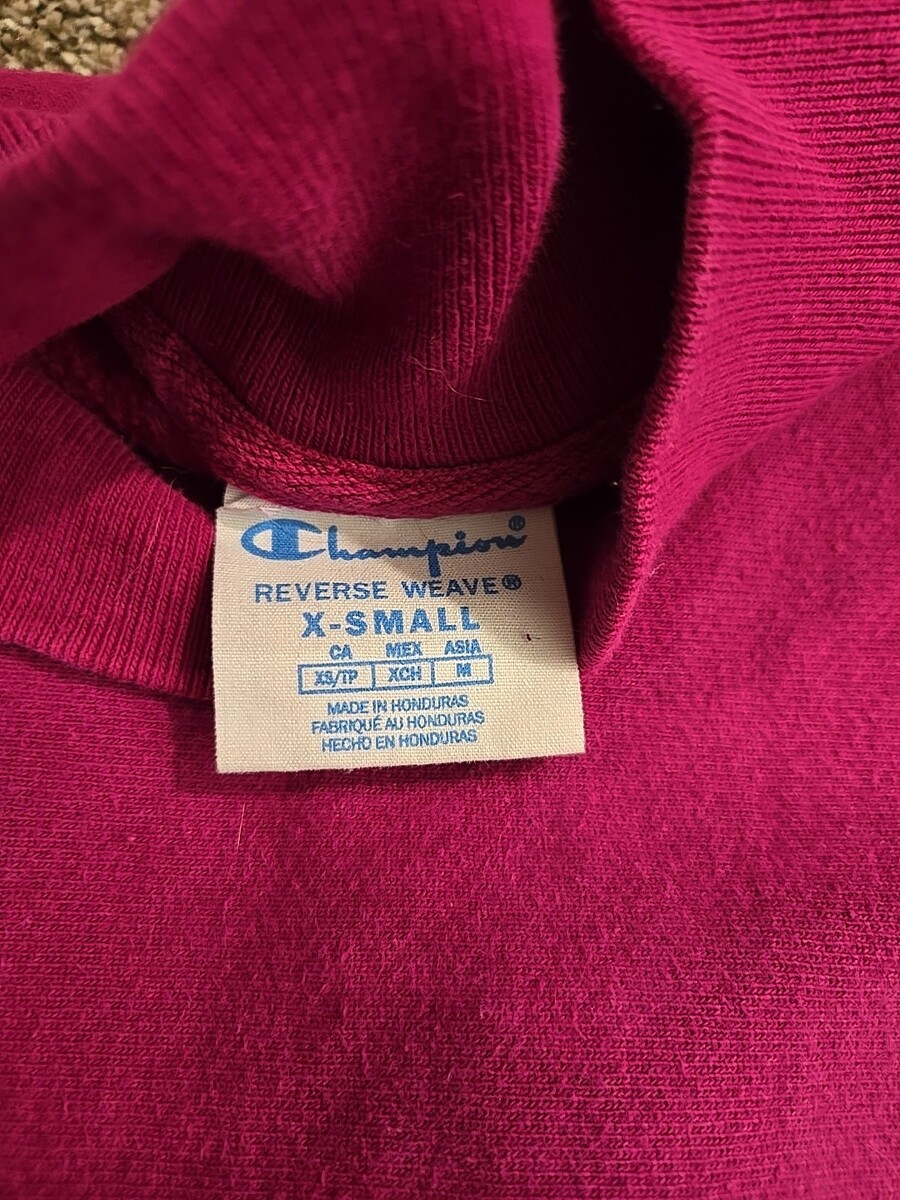 Champion®
REVERSE WEAVE®
X-SMALL
CA MEX ASIA
XS/TP XCH M
MADE IN HONDURAS
FABRIQUÉ AU HONDURAS
HECHO EN HONDURAS